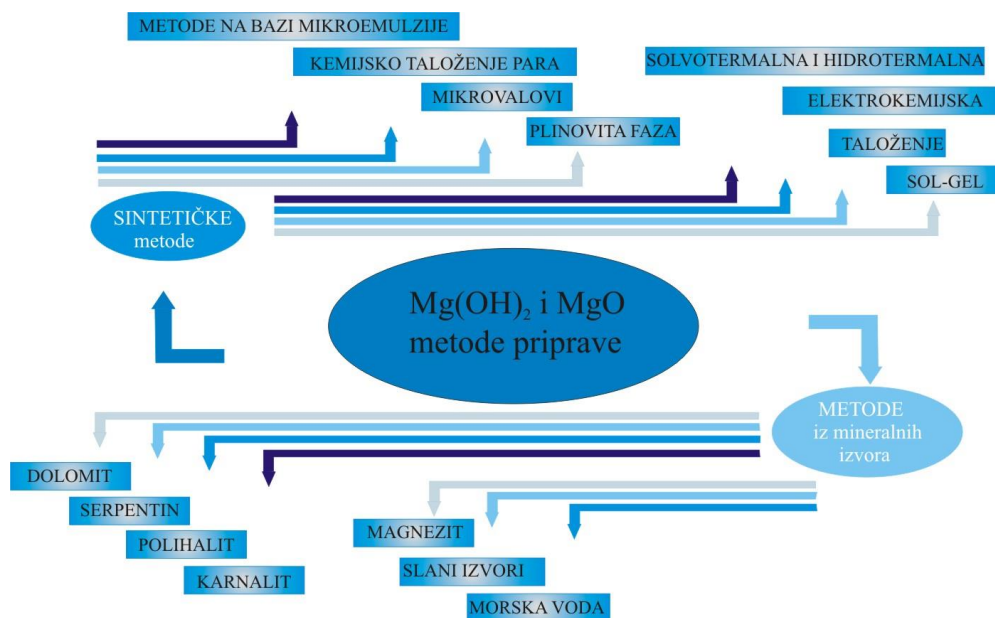 METODE NA BAZI MIKROEMULZIJE
KEMIJSKO TALOŽENJE PARA
MIKROVALOVI
PLINOVITA FAZA
SOLVOTERMALNA I HIDROTERMALNA
ELEKTROKEMIJSKA
TALOŽENJE
SOL-GEL
SINTETIČKE
metode
Mg(OH)₂ i MgO
metode priprave
METODE
iz mineralnih
izvora
DOLOMIT
SERPENTIN
POLIHALIT
KARNALIT
MAGNEZIT
SLANI IZVORI
MORSKA VODA